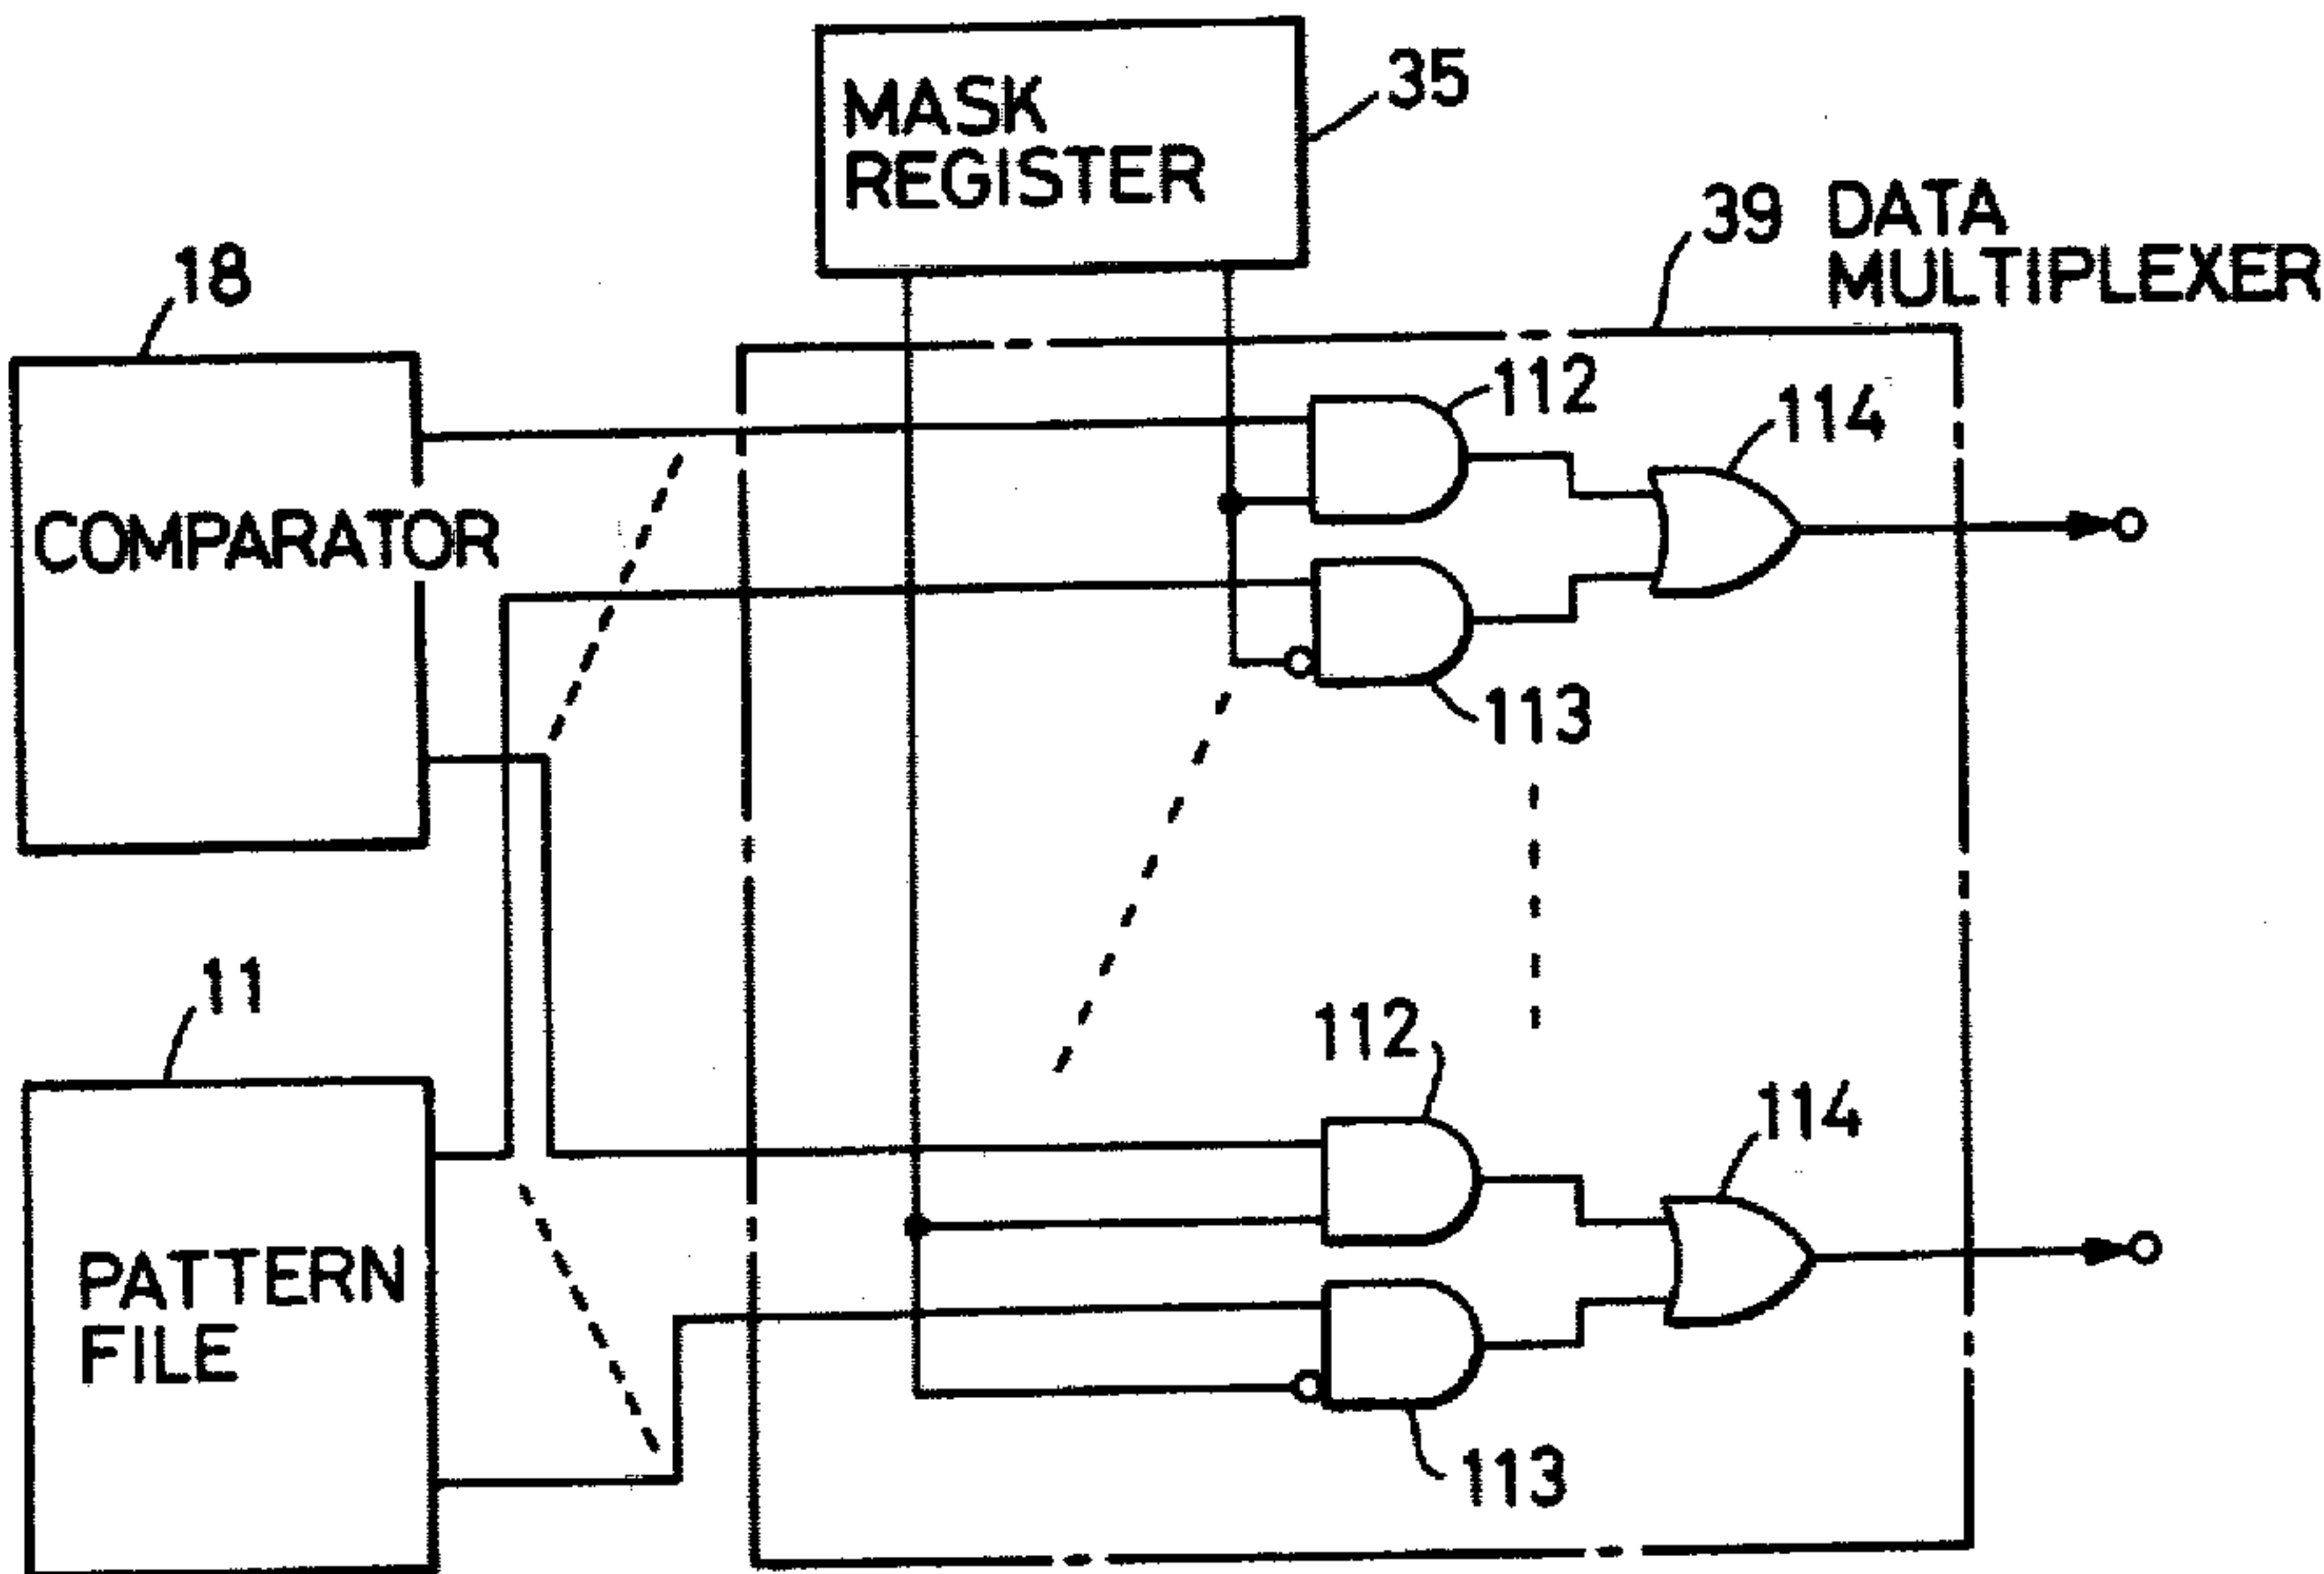 MASK
REGISTER
35
39 DATA
MULTIPLEXER
18
COMPARATOR
112
114
113
11
PATTERN
FILE
112
114
113